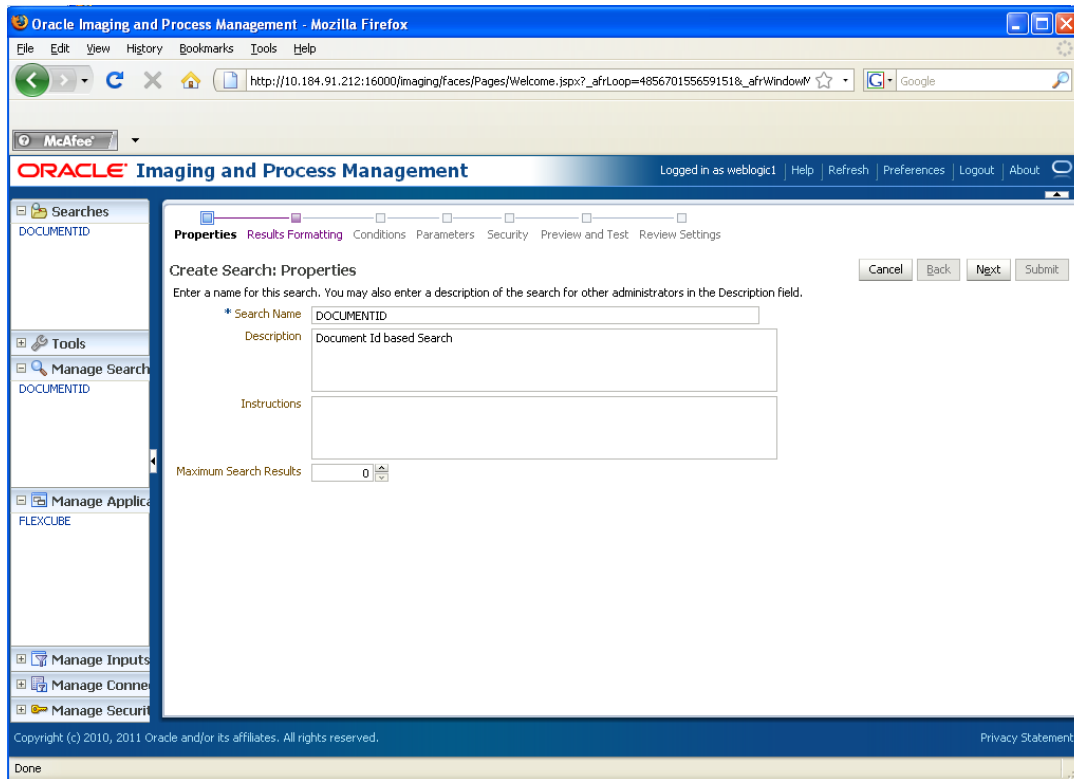 Oracle Imaging and Process Management - Mozilla Firefox
File Edit View History Bookmarks Tools Help
http://10.184.91.212:16000/imaging/faces/Pages/Welcome.jspx?_afrLoop=485670155659151&_afrWindowM
G Google
McAfee
ORACLE Imaging and Process Management
Logged in as weblogic1 Help Refresh Preferences Logout About
Searches
DOCUMENTID
Tools
Manage Search
DOCUMENTID
Manage Applica
FLEXCUBE
Manage Inputs
Manage Conne
Manage Securit
Properties Results Formatting Conditions Parameters Security Preview and Test Review Settings
Create Search: Properties
Cancel Back Next Submit
Enter a name for this search. You may also enter a description of the search for other administrators in the Description field.
* Search Name DOCUMENTID
Description Document Id based Search
Instructions
Maximum Search Results 0
Copyright (c) 2010, 2011 Oracle and/or its affiliates. All rights reserved.
Privacy Statement
Done